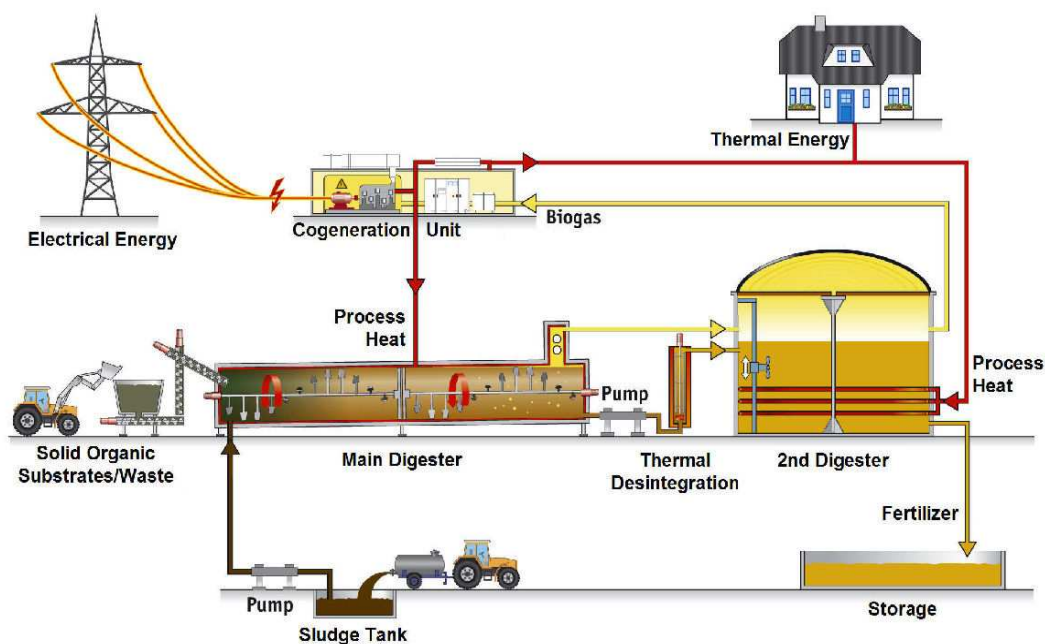 Thermal Energy
Electrical Energy
Cogeneration Unit
Biogas
Process
Heat
Process
Heat
Pump
Solid Organic
Substrates/Waste
Main Digester
Thermal
Desintegration
2nd Digester
Fertilizer
Pump
Sludge Tank
Storage